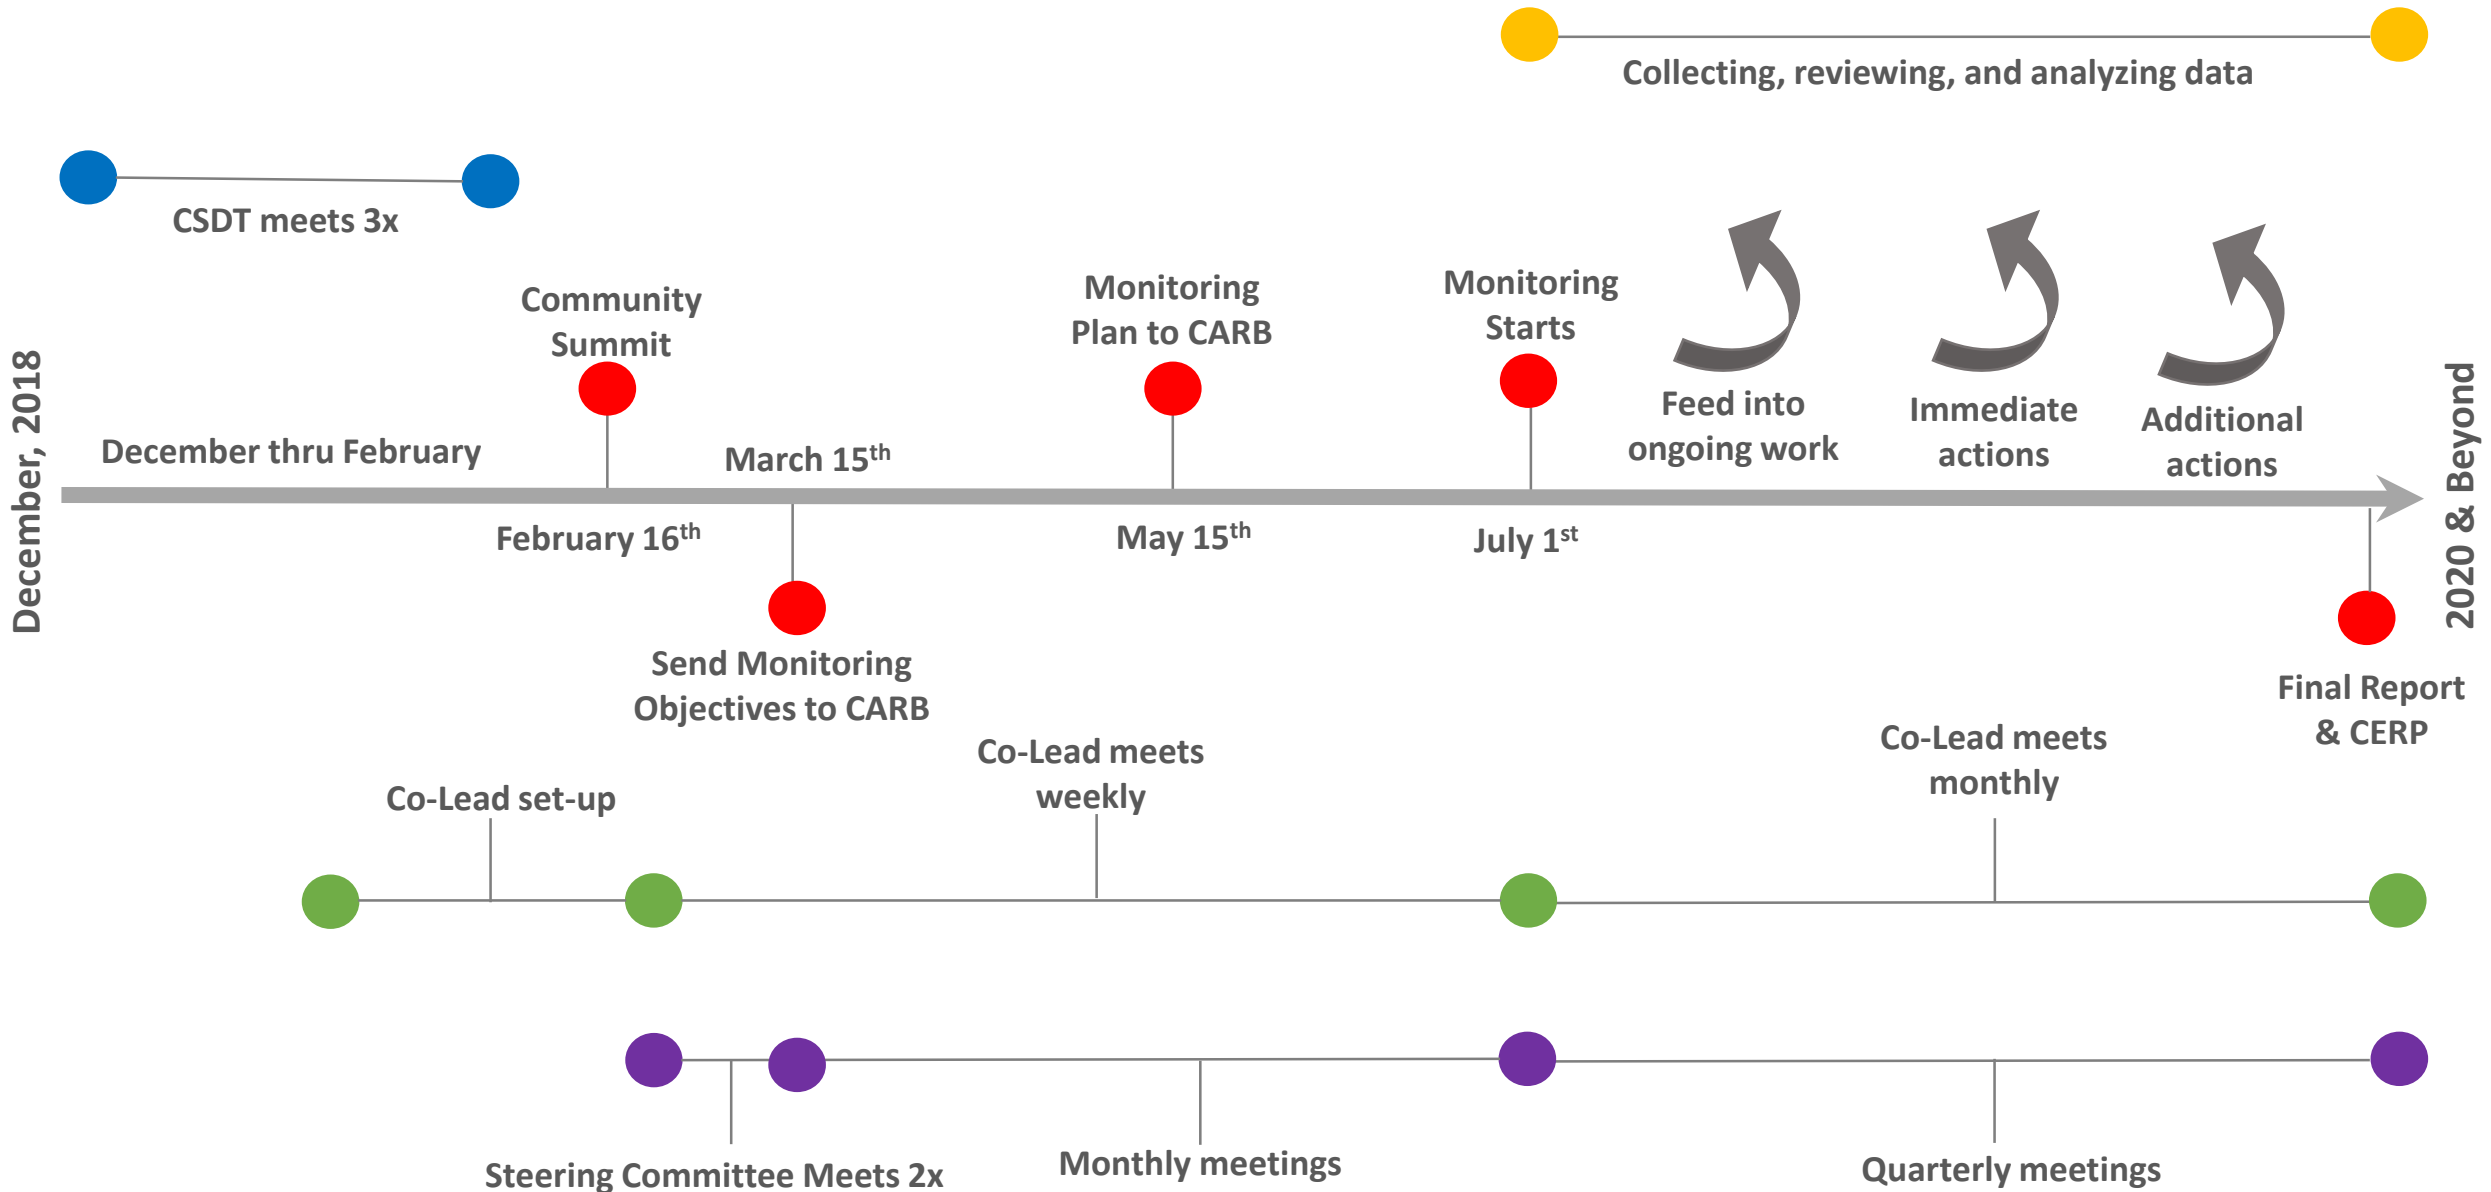 Collecting, reviewing, and analyzing data
CSDT meets 3x
Community
Summit
Monitoring
Plan to CARB
Monitoring
Starts
December, 2018
December thru February
March 15th
Feed into
ongoing work
Immediate
actions
Additional
actions
2020 & Beyond
February 16th
May 15th
July 1st
Send Monitoring
Objectives to CARB
Final Report
& CERP
Co-Lead set-up
Co-Lead meets
weekly
Co-Lead meets
monthly
Steering Committee Meets 2x
Monthly meetings
Quarterly meetings